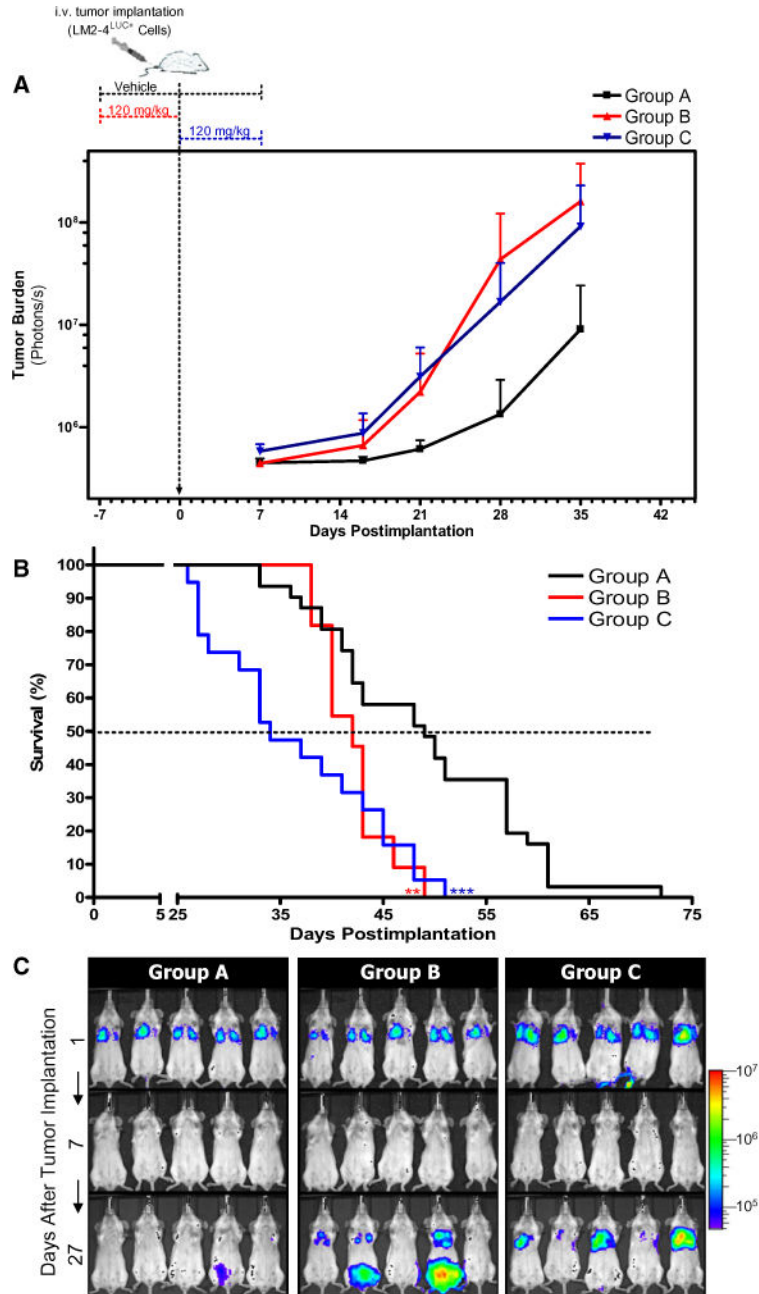 i.v. tumor implantation
(LM2-4LUC+ Cells)
A
Vehicle
120 mg/kg
120 mg/kg
Group A
Group B
Group C
Tumor Burden
(Photons/s)
10⁸
10⁷
10⁶
-7 0 7 14 21 28 35 42
Days Postimplantation
B
Group A
Group B
Group C
Survival (%)
100
90
80
70
60
50
40
30
20
10
0
** ***
0 5 25 35 45 55 65 75
Days Postimplantation
C
Group A Group B Group C
Days After Tumor Implantation
1
7
27
10⁷
10⁶
10⁵